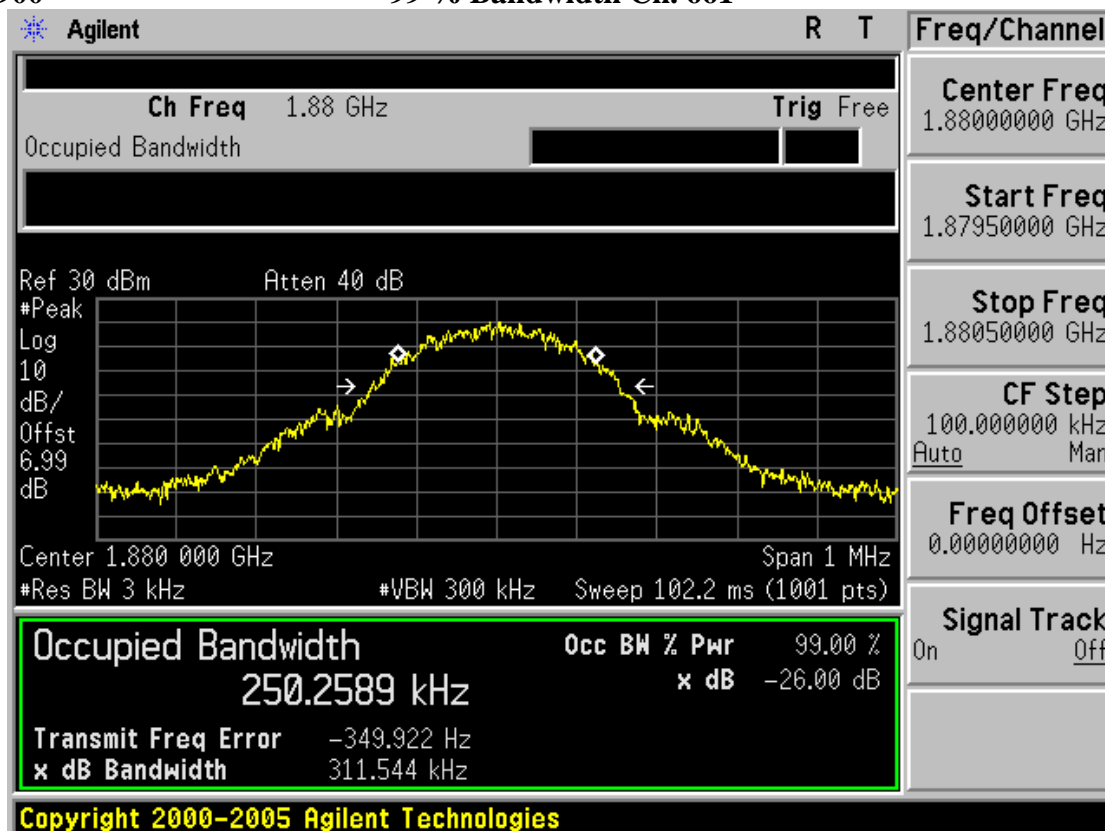 99 % Bandwidth Ch. 661
Agilent R T
Freq/Channel
Ch Freq 1.88 GHz Trig Free
Occupied Bandwidth
Center Freq
1.88000000 GHz
Start Freq
1.87950000 GHz
Stop Freq
1.88050000 GHz
CF Step
100.000000 kHz
Auto Man
Freq Offset
0.00000000 Hz
Signal Track
On Off
Ref 30 dBm Atten 40 dB
#Peak
Log
10
dB/
Offst
6.99
dB
Center 1.880 000 GHz Span 1 MHz
#Res BW 3 kHz #VBW 300 kHz Sweep 102.2 ms (1001 pts)
Occupied Bandwidth Occ BW % Pwr 99.00 %
250.2589 kHz x dB -26.00 dB
Transmit Freq Error -349.922 Hz
x dB Bandwidth 311.544 kHz
Copyright 2000-2005 Agilent Technologies